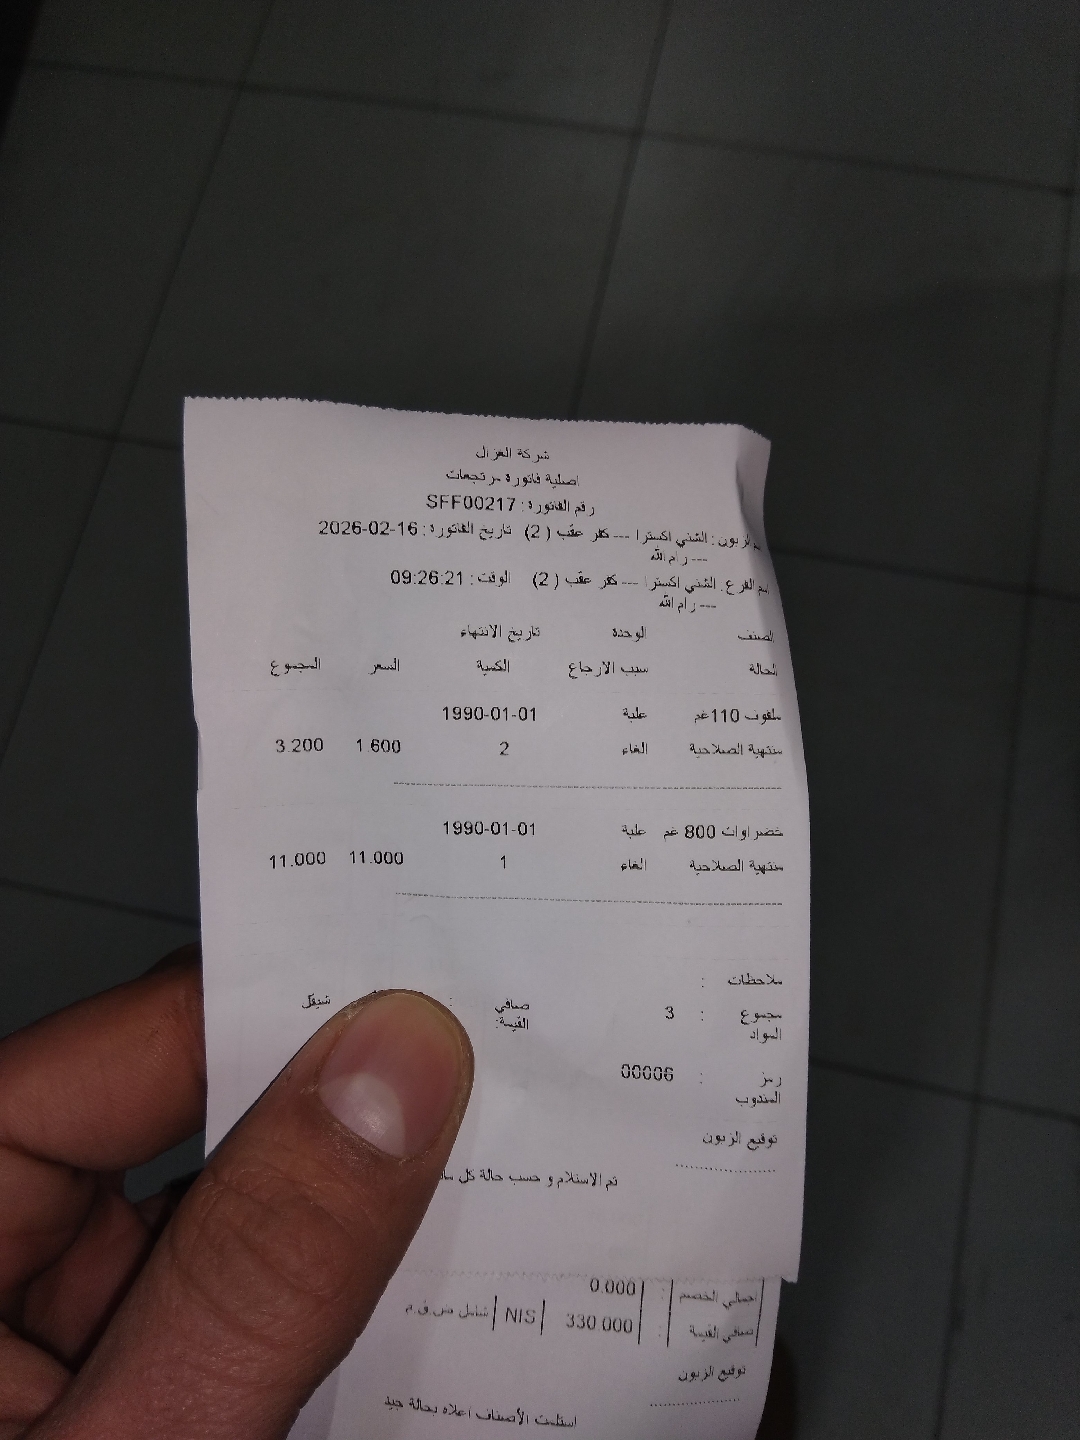 شركة الغزال
اصلية فاتورة مرتجعات
رقم الفاتورة : SFF00217
الزبون : الشني اكسترا --- كفر عقب ( 2) تاريخ الفاتورة : 2026-02-16
--- رام الله
اسم الفرع : الشني اكسترا --- كفر عقب ( 2) الوقت : 09:26:21
--- رام الله
الصنف الوحدة تاريخ الانتهاء
الحالة سبب الارجاع الكمية السعر المجموع
ملفوف 110غم علبة 1990-01-01
منتهية الصلاحية الغاء 2 1.600 3.200
خضراوات 800 غم علبة 1990-01-01
منتهية الصلاحية الغاء 1 11.000 11.000
ملاحظات :
مجموع المواد : 3 صافي القيمة: : شيقل
رمز المندوب : 00006
توقيع الزبون
تم الاستلام و حسب حالة كل
اجمالي الخصم : 0.000
صافي القيمة : 330.000 NIS شامل ض.ق.م
توقيع الزبون
استلمت الأصناف اعلاه بحالة جيد